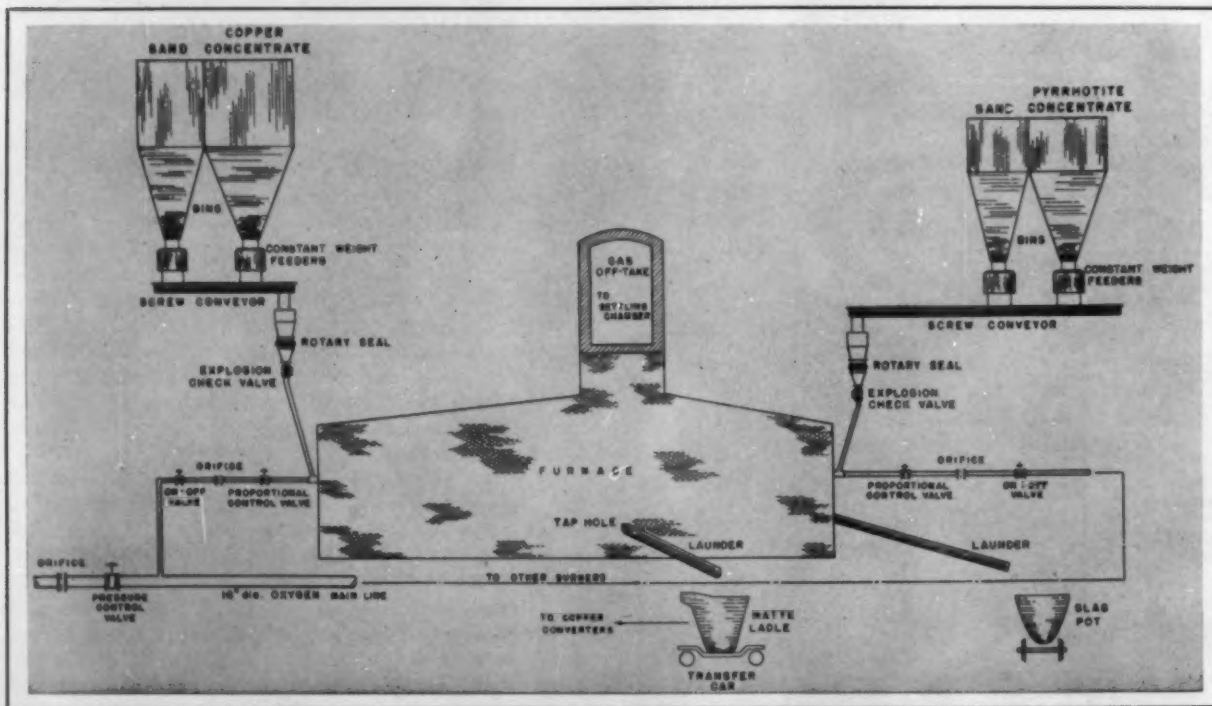 COPPER
SAND CONCENTRATE
PYRRHOTITE
SAND CONCENTRATE
BINS
BINS
CONSTANT WEIGHT
FEEDERS
CONSTANT WEIGHT
FEEDERS
GAS
OFF-TAKE
TO
SETTLING
CHAMBER
SCREW CONVEYOR
SCREW CONVEYOR
ROTARY SEAL
ROTARY SEAL
EXPLOSION
CHECK VALVE
EXPLOSION
CHECK VALVE
ORIFICE
ORIFICE
FURNACE
ON-OFF
VALVE
PROPORTIONAL
CONTROL VALVE
PROPORTIONAL
CONTROL VALVE
ON-OFF
VALVE
TAP HOLE
LAUNDER
LAUNDER
ORIFICE
TO OTHER BURNERS
PRESSURE
CONTROL
VALVE
dia. OXYGEN MAIN LINE
TO COPPER
CONVERTERS
MATTE
LADLE
SLAG
POT
TRANSFER
CAR